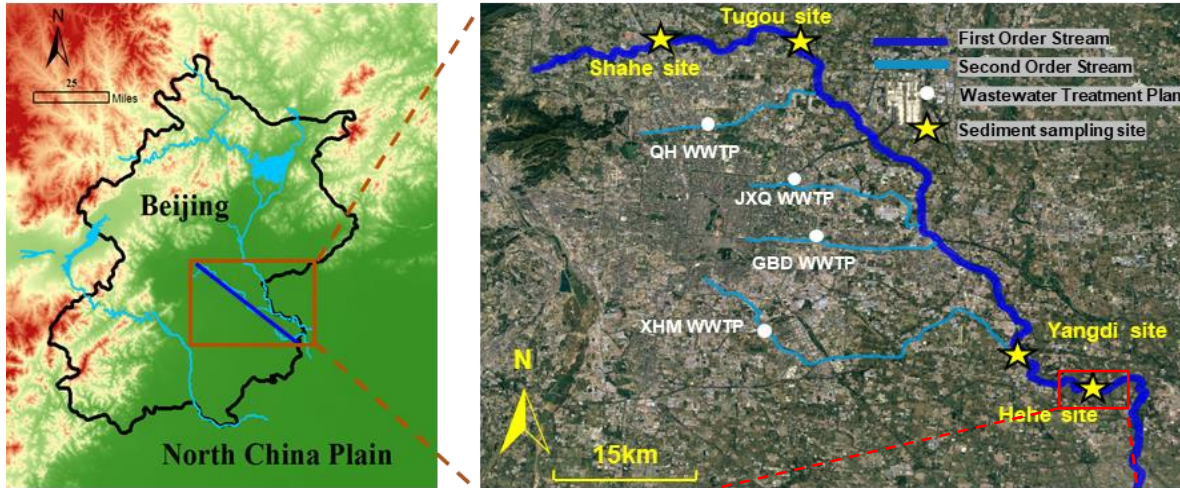 N
25
Miles
Beijing
North China Plain
Tugou site
Shahe site
First Order Stream
Second Order Stream
Wastewater Treatment Plan
Sediment sampling site
QH WWTP
JXQ WWTP
GBD WWTP
XHM WWTP
Yangdi site
Hehe site
N
15km